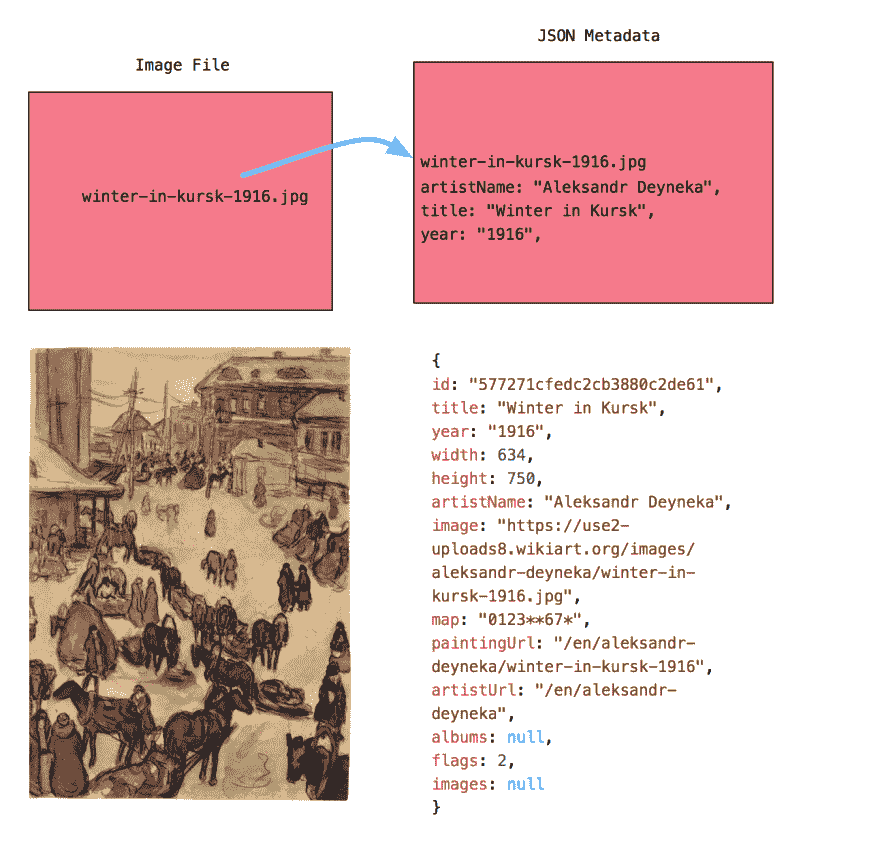 JSON Metadata
Image File
winter-in-kursk-1916.jpg
winter-in-kursk-1916.jpg
artistName: "Aleksandr Deyneka",
title: "Winter in Kursk",
year: "1916",
{
id: "577271cfedc2cb3880c2de61",
title: "Winter in Kursk",
year: "1916",
width: 634,
height: 750,
artistName: "Aleksandr Deyneka",
image: "https://use2-
uploads8.wikiart.org/images/
aleksandr-deyneka/winter-in-
kursk-1916.jpg",
map: "0123**67*",
paintingUrl: "/en/aleksandr-
deyneka/winter-in-kursk-1916",
artistUrl: "/en/aleksandr-
deyneka",
albums: null,
flags: 2,
images: null
}